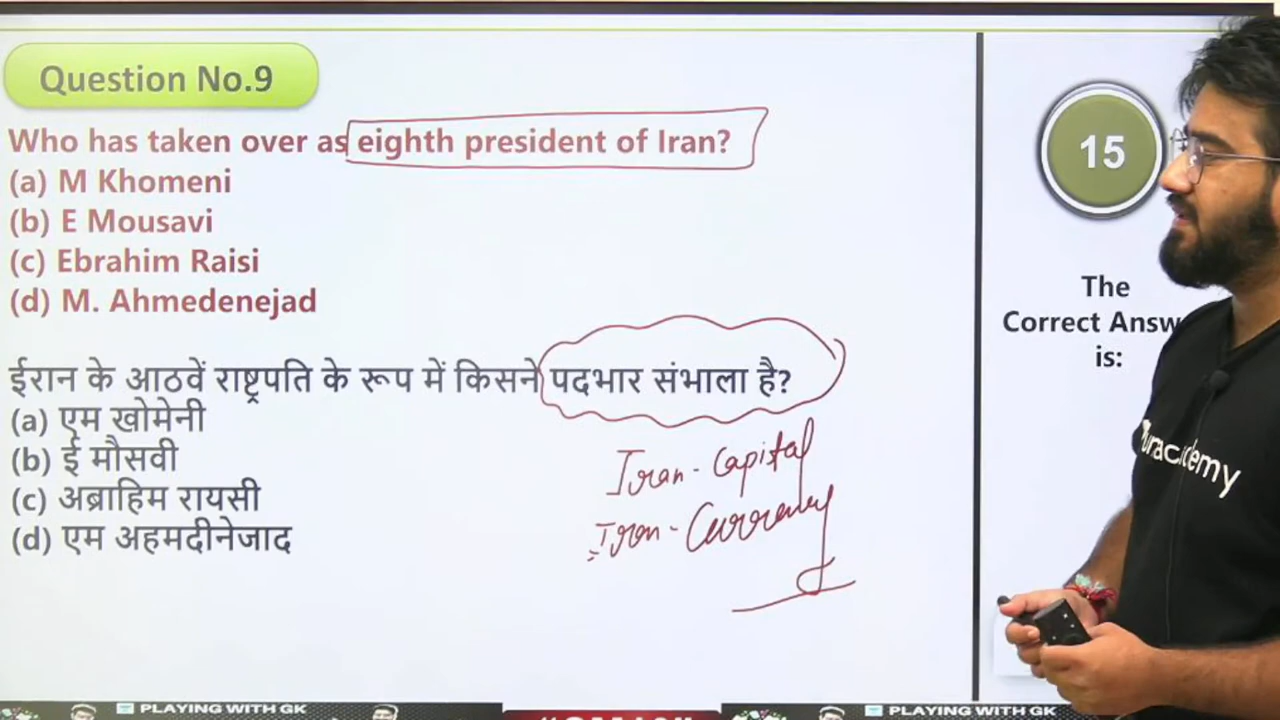 Question No.9
Who has taken over as eighth president of Iran?
(a) M Khomeni
(b) E Mousavi
(c) Ebrahim Raisi
(d) M. Ahmedenejad
ईरान के आठवें राष्ट्रपति के रूप में किसने पदभार संभाला है?
(a) एम खोमेनी
(b) ई मौसवी
(c) अब्राहिम रायसी
(d) एम अहमदीनेजाद
Iran - Capital
Iran - Currency
15
The
Correct Answ
is:
uracademy
PLAYING WITH GK
PLAYING WITH GK